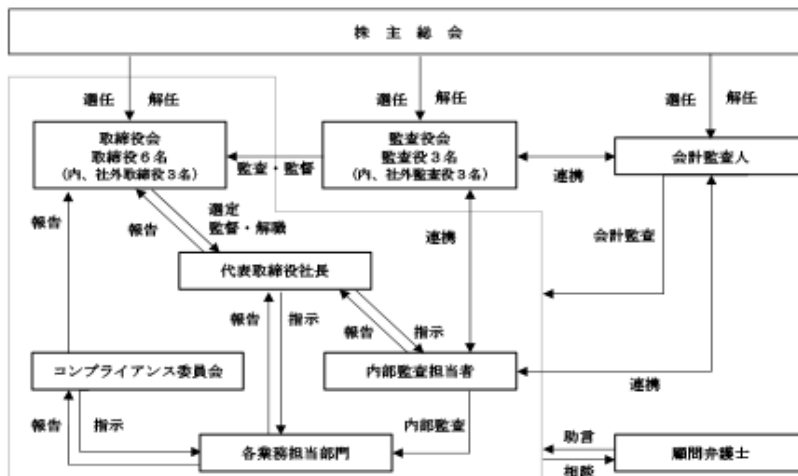 株 主 総 会
選任 解任
選任 解任
選任 解任
取締役会
取締役6名
(内、社外取締役3名)
監査・監督
監査役会
監査役3名
(内、社外監査役3名)
連携
会計監査人
報告
報告
選定
監督・解職
連携
会計監査
代表取締役社長
報告 指示
報告 指示
コンプライアンス委員会
内部監査担当者
連携
報告 指示
内部監査
各業務担当部門
助言
相談
顧問弁護士